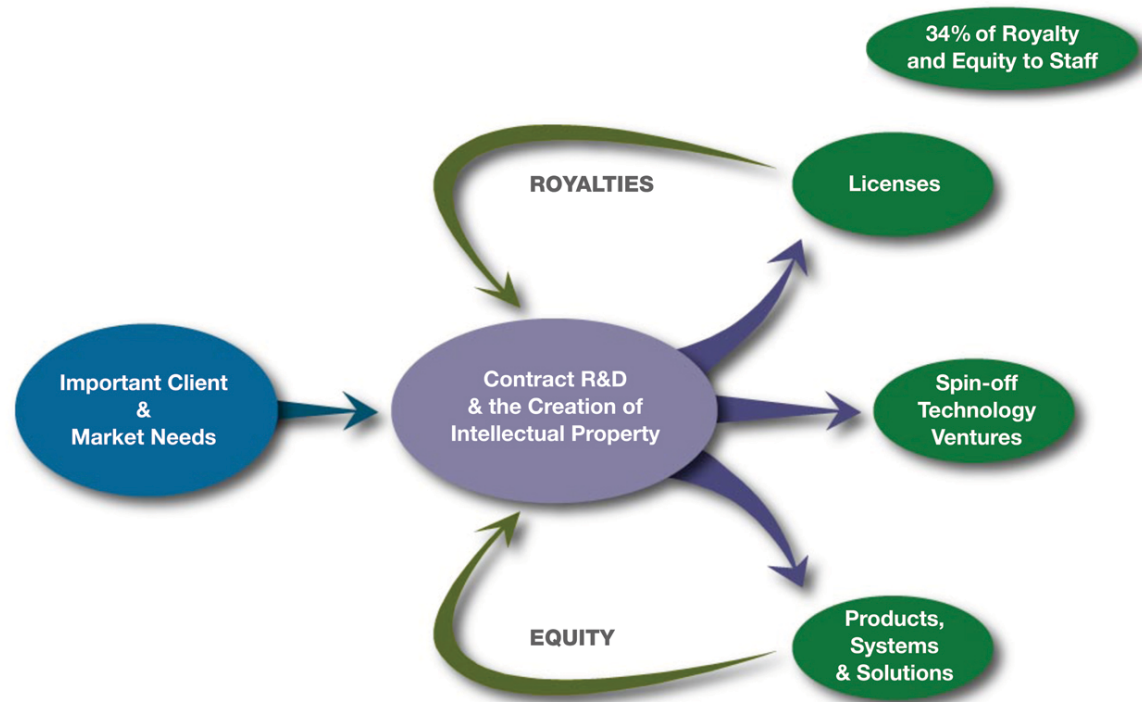 34% of Royalty
and Equity to Staff
ROYALTIES
Licenses
Important Client
&
Market Needs
Contract R&D
& the Creation of
Intellectual Property
Spin-off
Technology
Ventures
EQUITY
Products,
Systems
& Solutions